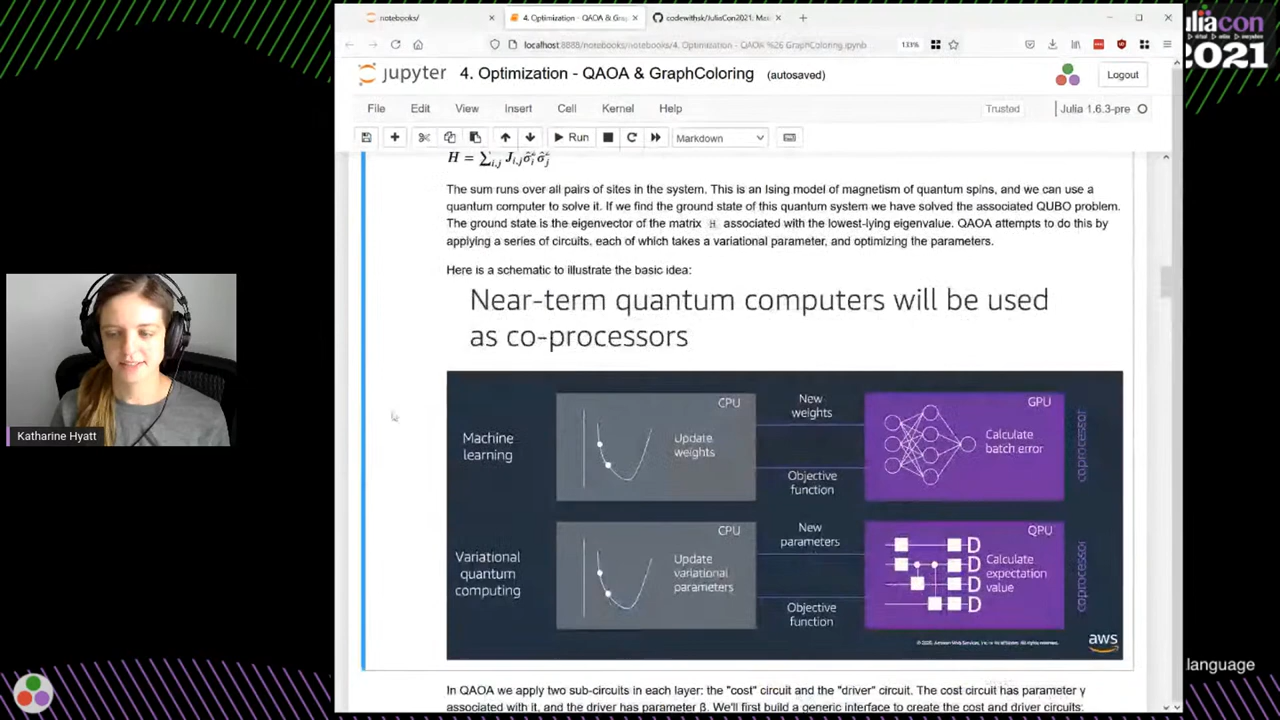 notebooks/
4. Optimization - QAOA & Gra
codewithsk/JuliaCon2021: Ma
localhost:8888/notebooks/notebooks/4. Optimization - QAOA %26 GraphColoring.ipynb
133%
uliacon
2021
jupyter
4. Optimization - QAOA & GraphColoring
(autosaved)
Logout
File
Edit
View
Insert
Cell
Kernel
Help
Trusted
Julia 1.6.3-pre
Run
Markdown
The sum runs over all pairs of sites in the system. This is an Ising model of magnetism of quantum spins, and we can use a
quantum computer to solve it. If we find the ground state of this quantum system we have solved the associated QUBO problem.
The ground state is the eigenvector of the matrix H associated with the lowest-lying eigenvalue. QAOA attempts to do this by
applying a series of circuits, each of which takes a variational parameter, and optimizing the parameters.
Here is a schematic to illustrate the basic idea:
Near-term quantum computers will be used
as co-processors
Machine
learning
CPU
Update
weights
New
weights
Objective
function
GPU
Calculate
batch error
coprocessor
Variational
quantum
computing
CPU
Update
variational
parameters
New
parameters
Objective
function
QPU
Calculate
expectation
value
coprocessor
aws
In QAOA we apply two sub-circuits in each layer: the "cost" circuit and the "driver" circuit. The cost circuit has parameter γ
associated with it, and the driver has parameter β. We'll first build a generic interface to create the cost and driver circuits:
Katharine Hyatt
language